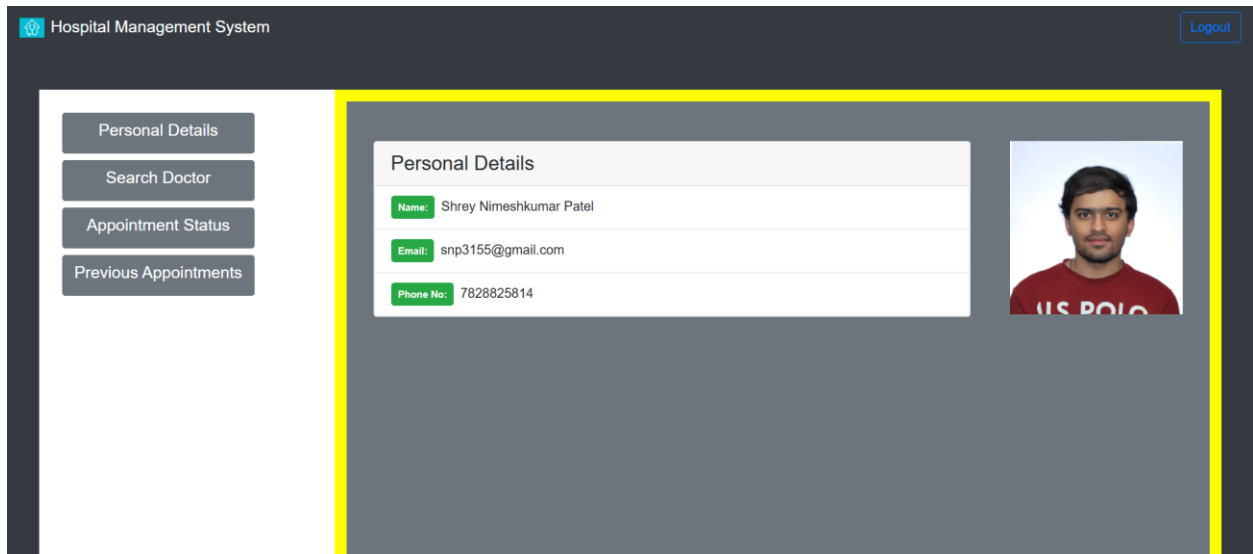 Hospital Management System
Logout
Personal Details
Search Doctor
Appointment Status
Previous Appointments
Personal Details
Name: Shrey Nimeshkumar Patel
Email: snp3155@gmail.com
Phone No: 7828825814
U.S. POLO